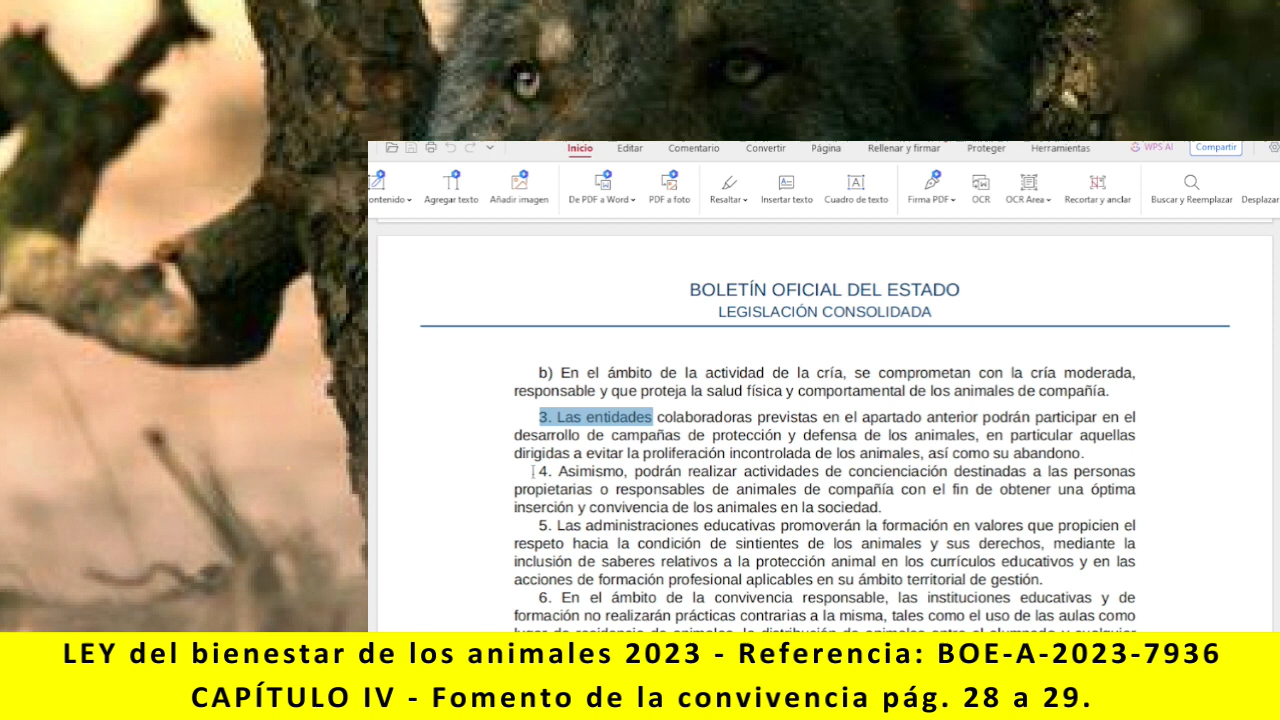 Inicio Editar Comentario Convertir Página Rellenar y firmar Proteger Herramientas WPS AI Compartir
ontenido Agregar texto Añadir imagen De PDF a Word PDF a foto Resaltar Insertar texto Cuadro de texto Firma PDF OCR OCR Area Recortar y anclar Buscar y Reemplazar Desplazar
BOLETÍN OFICIAL DEL ESTADO
LEGISLACIÓN CONSOLIDADA
b) En el ámbito de la actividad de la cría, se comprometan con la cría moderada,
responsable y que proteja la salud física y comportamental de los animales de compañía.
3. Las entidades colaboradoras previstas en el apartado anterior podrán participar en el
desarrollo de campañas de protección y defensa de los animales, en particular aquellas
dirigidas a evitar la proliferación incontrolada de los animales, así como su abandono.
4. Asimismo, podrán realizar actividades de concienciación destinadas a las personas
propietarias o responsables de animales de compañía con el fin de obtener una óptima
inserción y convivencia de los animales en la sociedad.
5. Las administraciones educativas promoverán la formación en valores que propicien el
respeto hacia la condición de sintientes de los animales y sus derechos, mediante la
inclusión de saberes relativos a la protección animal en los currículos educativos y en las
acciones de formación profesional aplicables en su ámbito territorial de gestión.
6. En el ámbito de la convivencia responsable, las instituciones educativas y de
formación no realizarán prácticas contrarias a la misma, tales como el uso de las aulas como
LEY del bienestar de los animales 2023 - Referencia: BOE-A-2023-7936
CAPÍTULO IV - Fomento de la convivencia pág. 28 a 29.